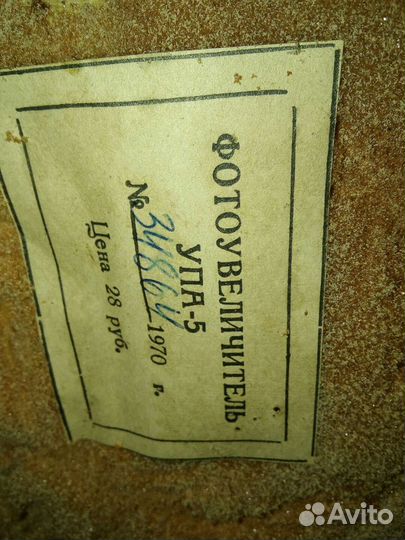 ФОТОУВЕЛИЧИТЕЛЬ
УПА-5
№ 34864 1970 г.
Цена 28 руб.
Avito